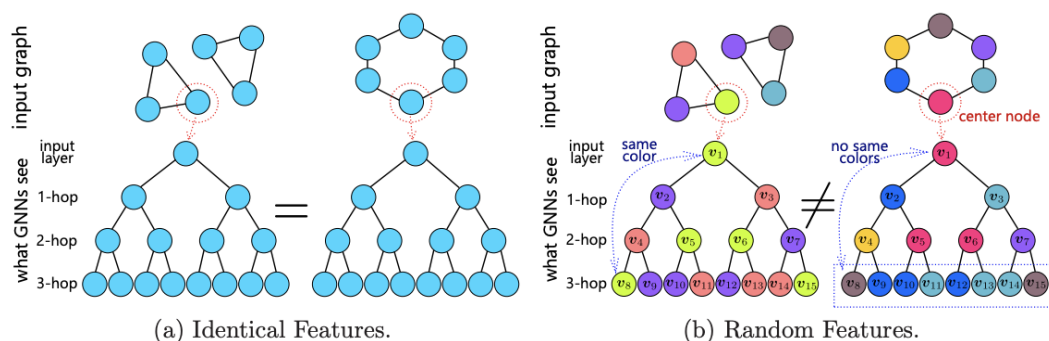 input graph
what GNNs see
input
layer
1-hop
2-hop
3-hop
=
(a) Identical Features.
input graph
what GNNs see
center node
input
layer
same
color
no same
colors
1-hop
2-hop
3-hop
v1
v2 v3
v4 v5 v6 v7
v8 v9 v10 v11 v12 v13 v14 v15
≠
v1
v2 v3
v4 v5 v6 v7
v8 v9 v10 v11 v12 v13 v14 v15
(b) Random Features.